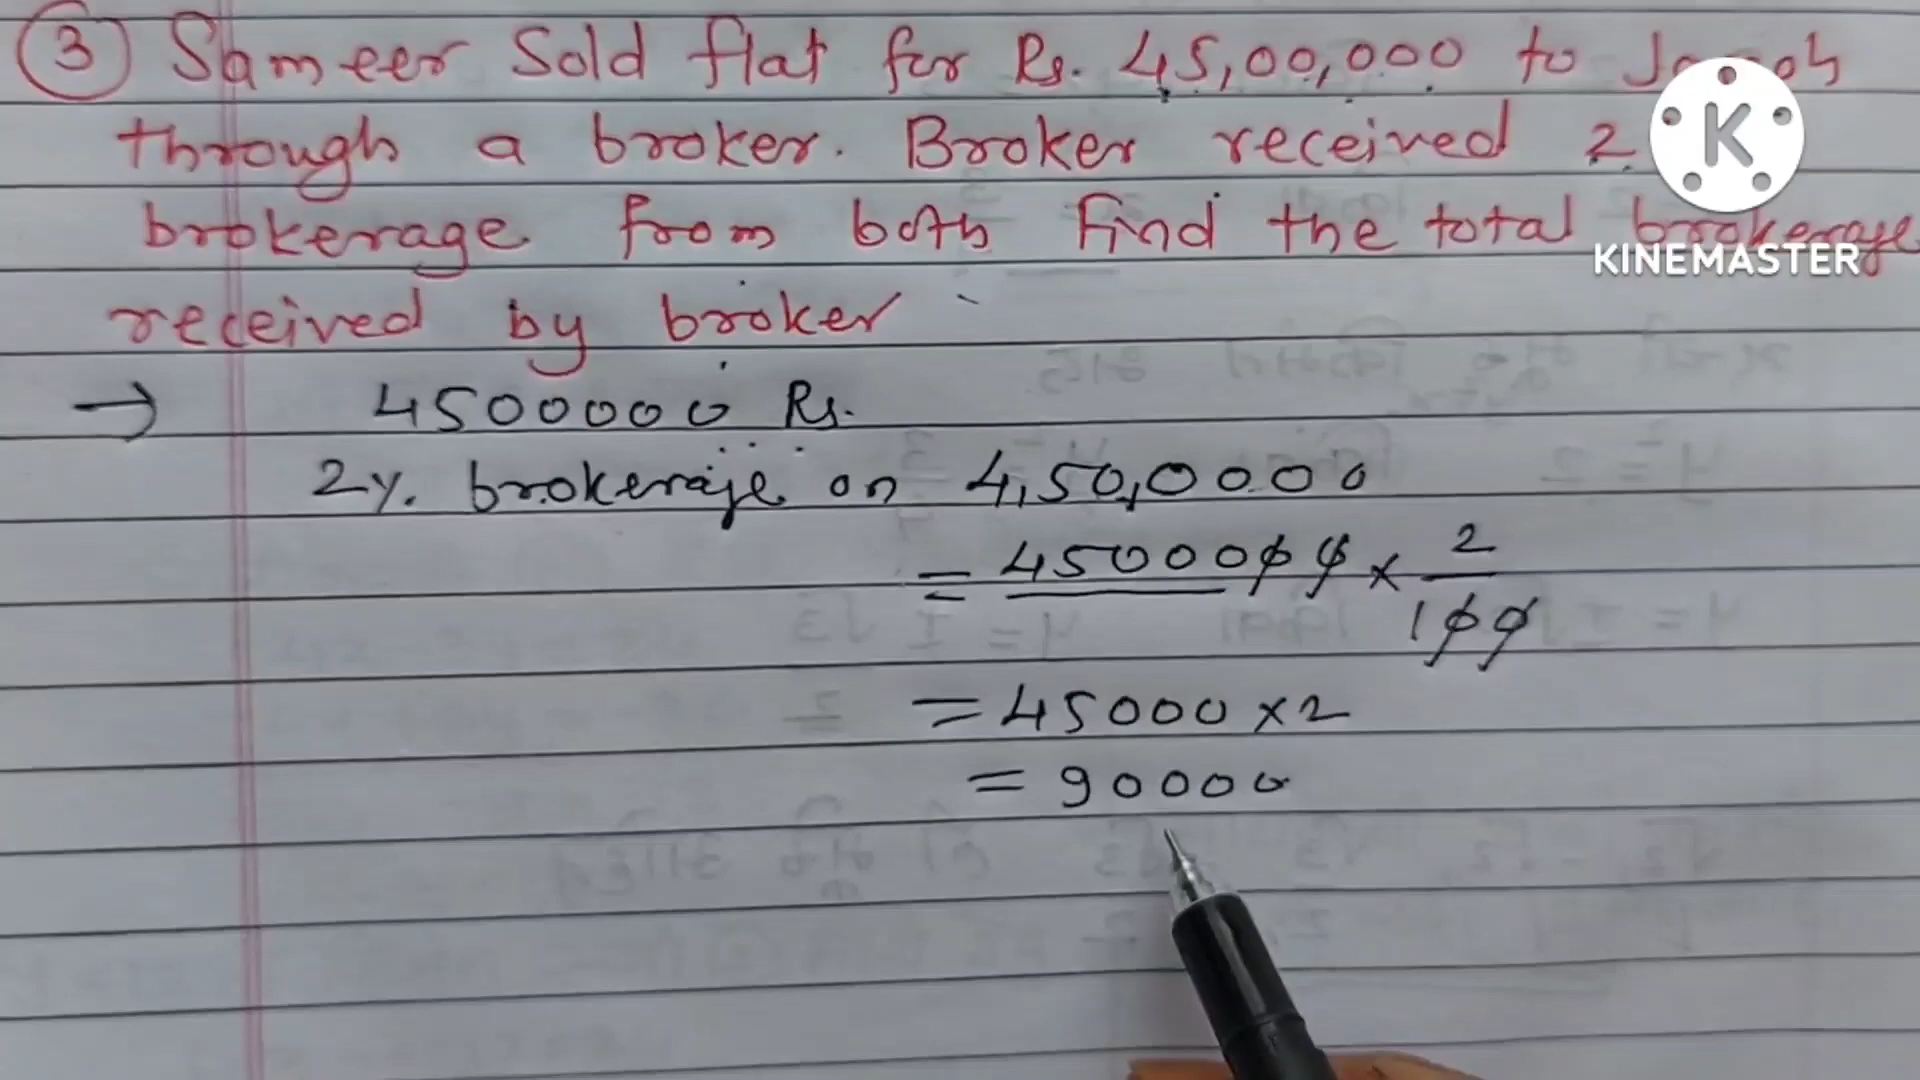 3 Sameer Sold flat for Rs. 45,00,000 to
through a broker. Broker received 2
brokerage from both find the total brokerage
received by broker
K
KINEMASTER
→ 4500000 Rs.
2%. brokeraje on 4,50,0000
= 4500000 × 2/100
= 45000 × 2
= 90000